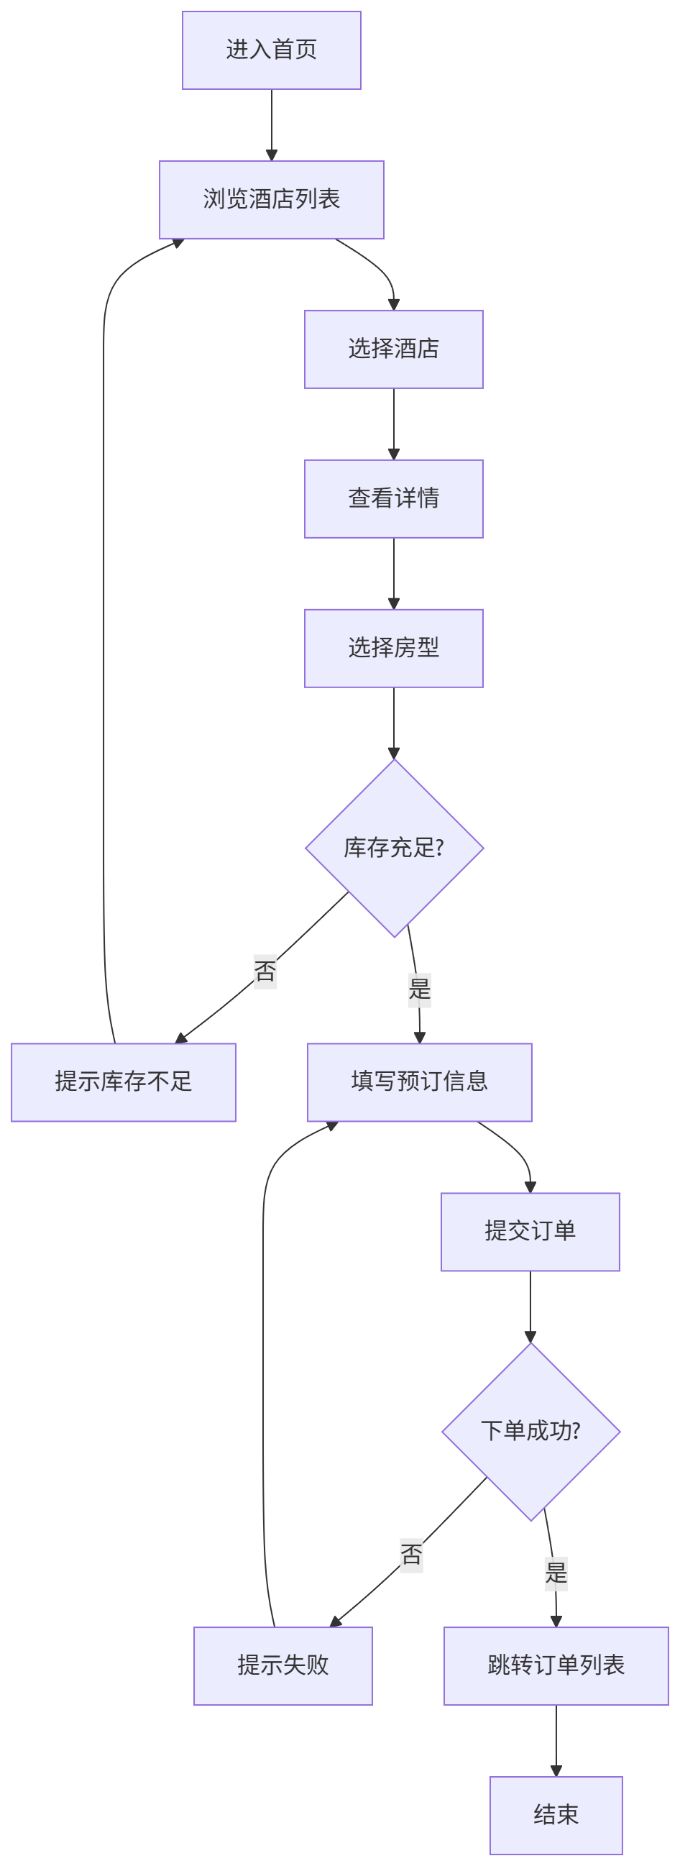 进入首页
浏览酒店列表
选择酒店
查看详情
选择房型
库存充足?
否
是
提示库存不足
填写预订信息
提交订单
下单成功?
否
是
提示失败
跳转订单列表
结束